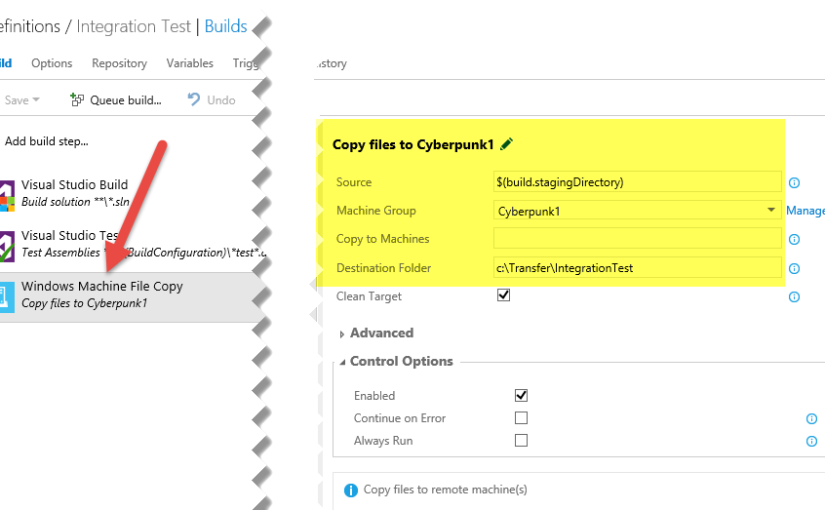 efinitions / Integration Test | Builds
ild Options Repository Variables Trigg istory
Save Queue build... Undo
Add build step...
Visual Studio Build
Build solution **\*.sln
Visual Studio Test
Test Assemblies (BuildConfiguration)\*test*.d
Windows Machine File Copy
Copy files to Cyberpunk1
Copy files to Cyberpunk1
Source $(build.stagingDirectory)
Machine Group Cyberpunk1 Manage
Copy to Machines
Destination Folder c:\Transfer\IntegrationTest
Clean Target
Advanced
Control Options
Enabled
Continue on Error
Always Run
Copy files to remote machine(s)